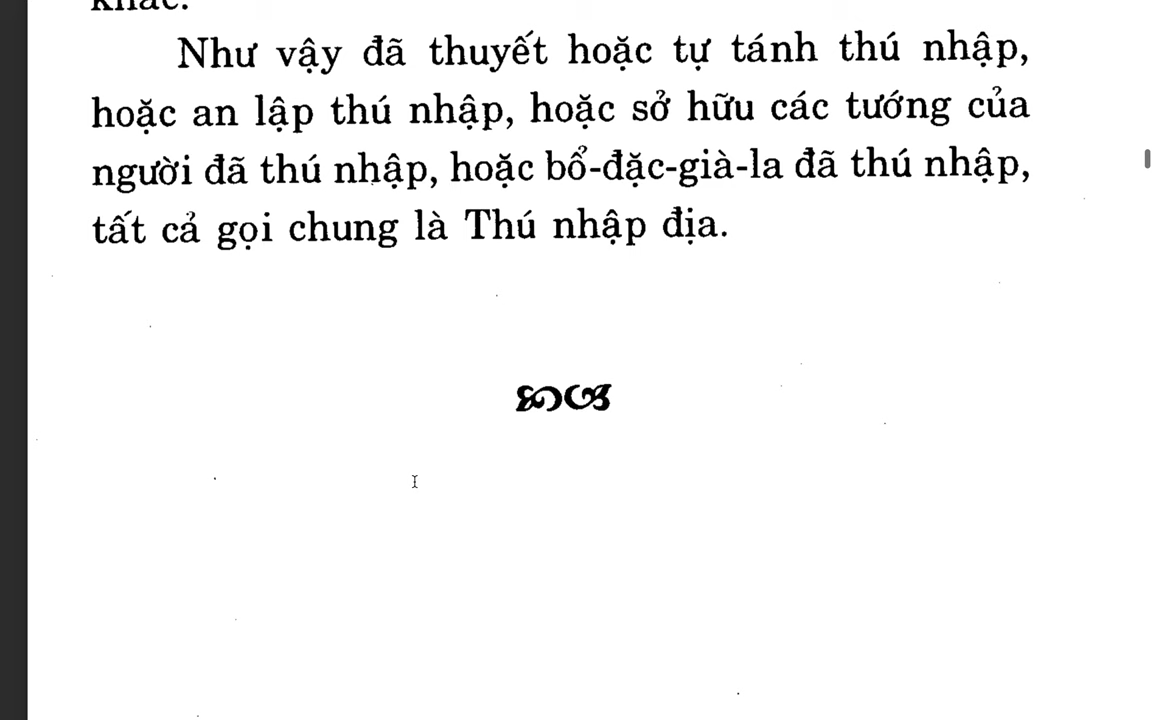 khác.
Như vậy đã thuyết hoặc tự tánh thú nhập,
hoặc an lập thú nhập, hoặc sở hữu các tướng của
người đã thú nhập, hoặc bổ-đặc-già-la đã thú nhập,
tất cả gọi chung là Thú nhập địa.